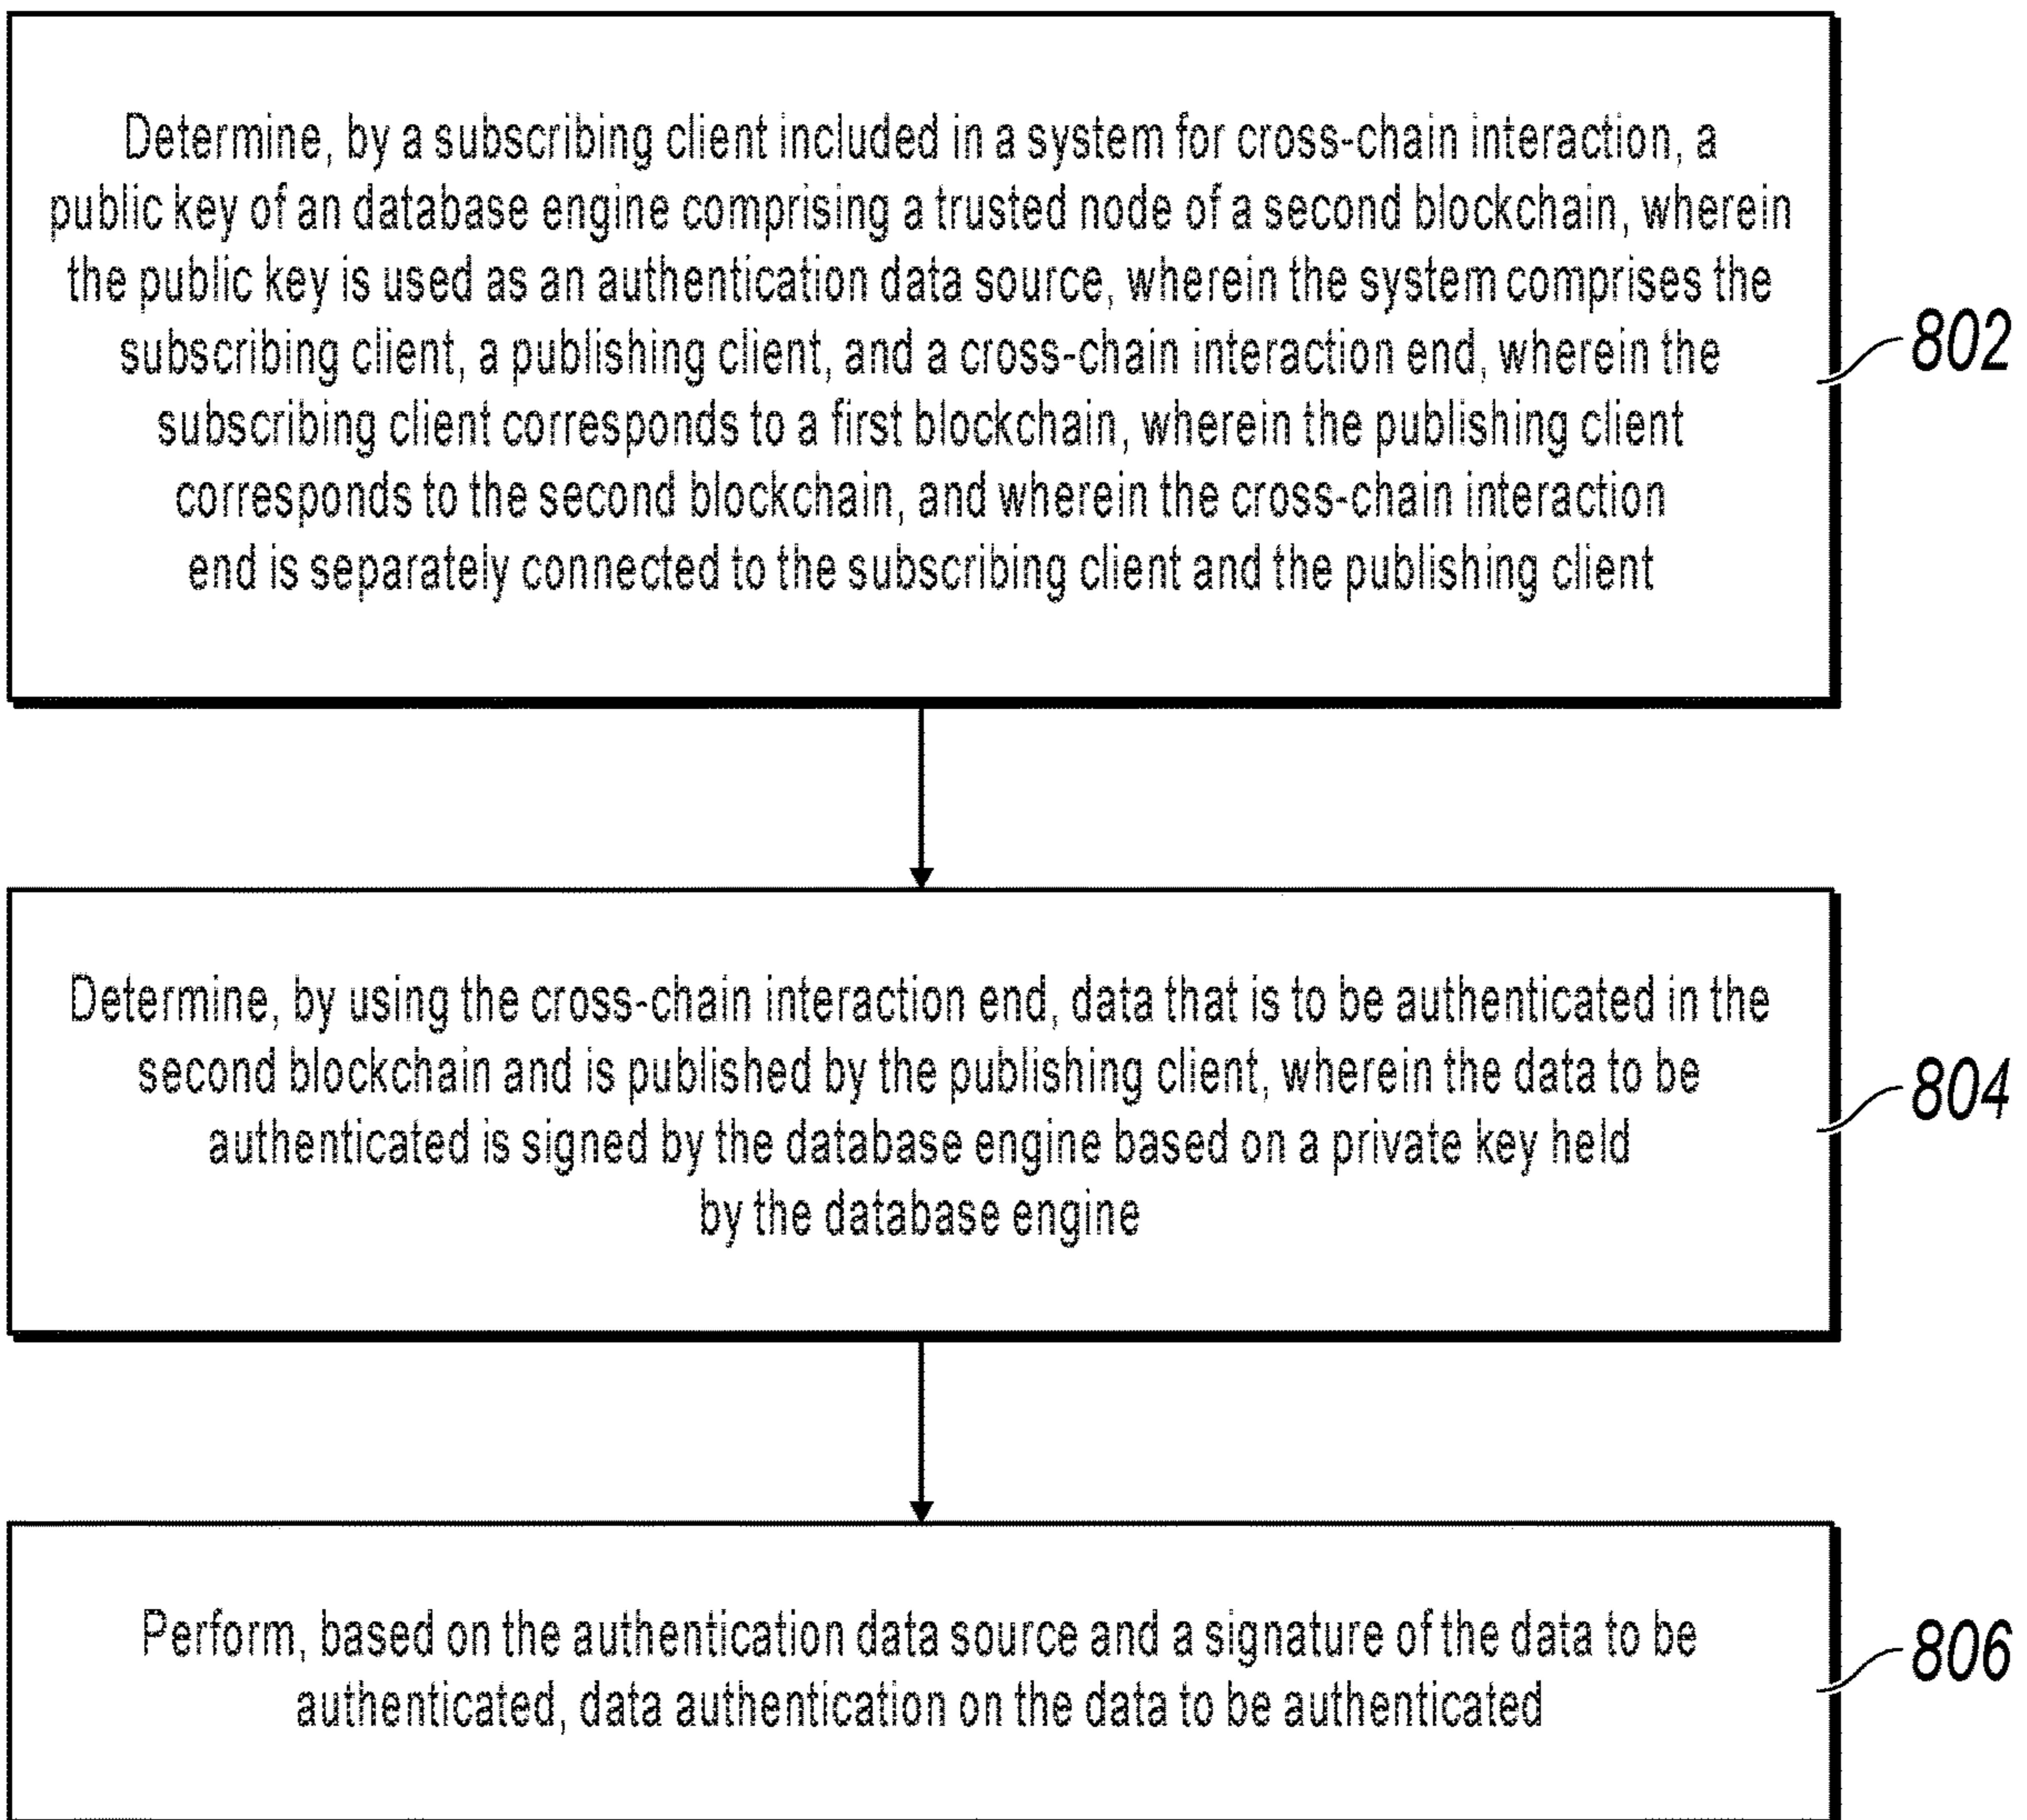 Determine, by a subscribing client included in a system for cross-chain interaction, a
public key of an database engine comprising a trusted node of a second blockchain, wherein
the public key is used as an authentication data source, wherein the system comprises the
subscribing client, a publishing client, and a cross-chain interaction end, wherein the
subscribing client corresponds to a first blockchain, wherein the publishing client
corresponds to the second blockchain, and wherein the cross-chain interaction
end is separately connected to the subscribing client and the publishing client
802
Determine, by using the cross-chain interaction end, data that is to be authenticated in the
second blockchain and is published by the publishing client, wherein the data to be
authenticated is signed by the database engine based on a private key held
by the database engine
804
Perform, based on the authentication data source and a signature of the data to be
authenticated, data authentication on the data to be authenticated
806